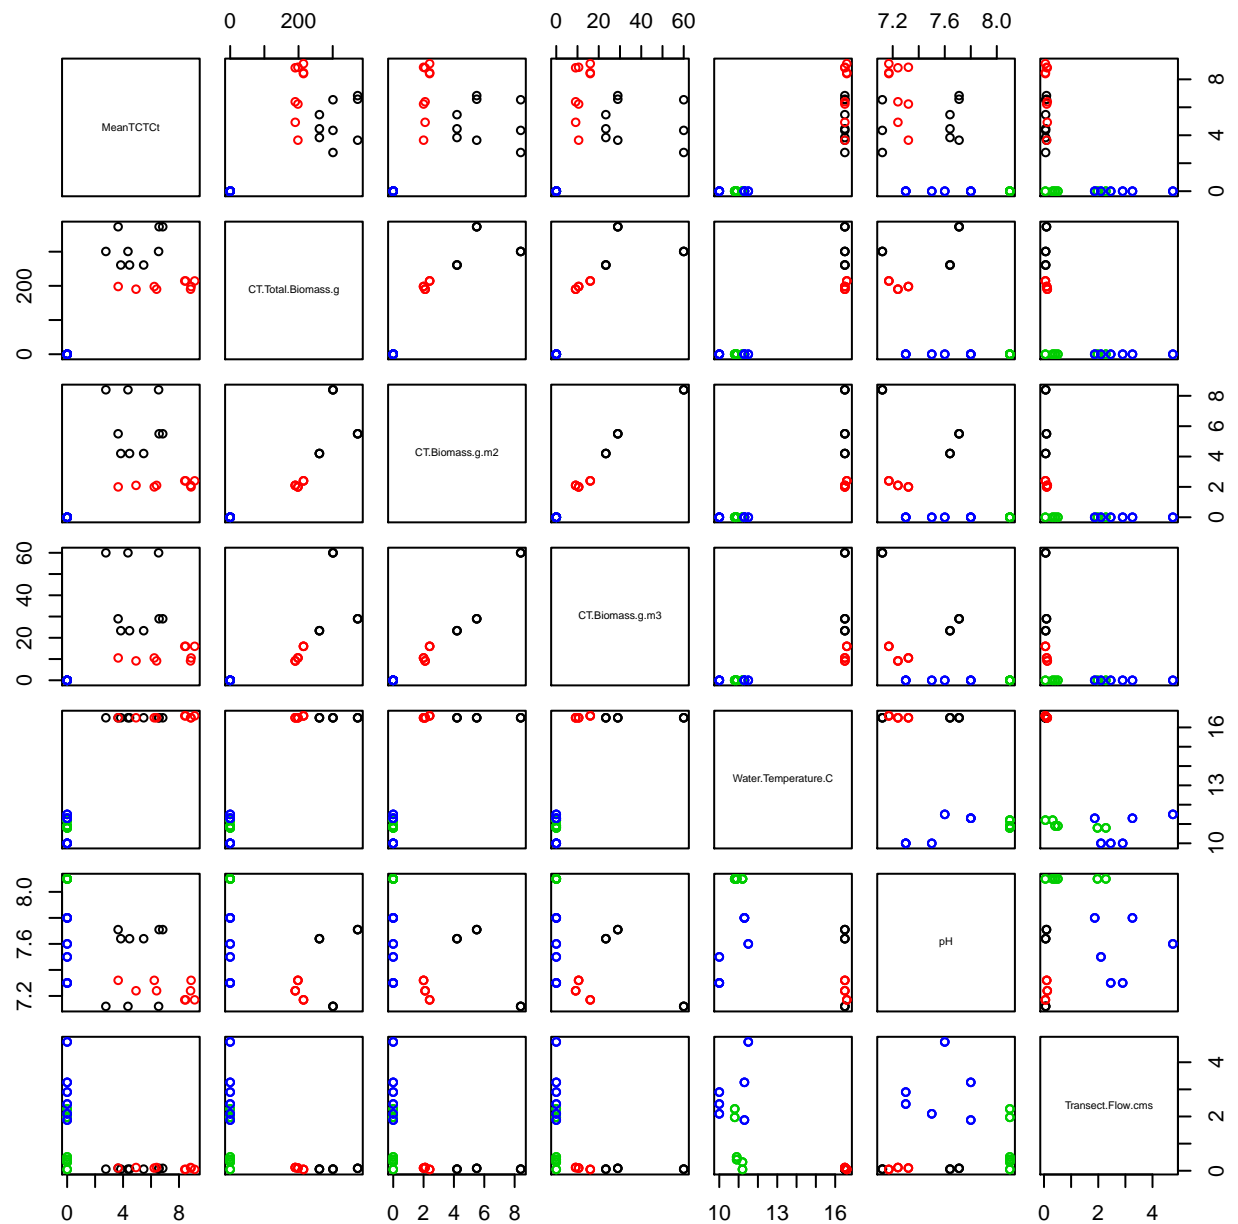 0 200 0 20 40 60 7.2 7.6 8.0
MeanTCTCt 0 4 8
0 200 CT.Total.Biomass.g
CT.Biomass.g.m2 0 2 4 6 8
0 20 40 60 CT.Biomass.g.m3
Water.Temperature.C 10 13 16
7.2 7.6 8.0 pH
Transect.Flow.cms 0 2 4
0 4 8 0 2 4 6 8 10 13 16 0 2 4